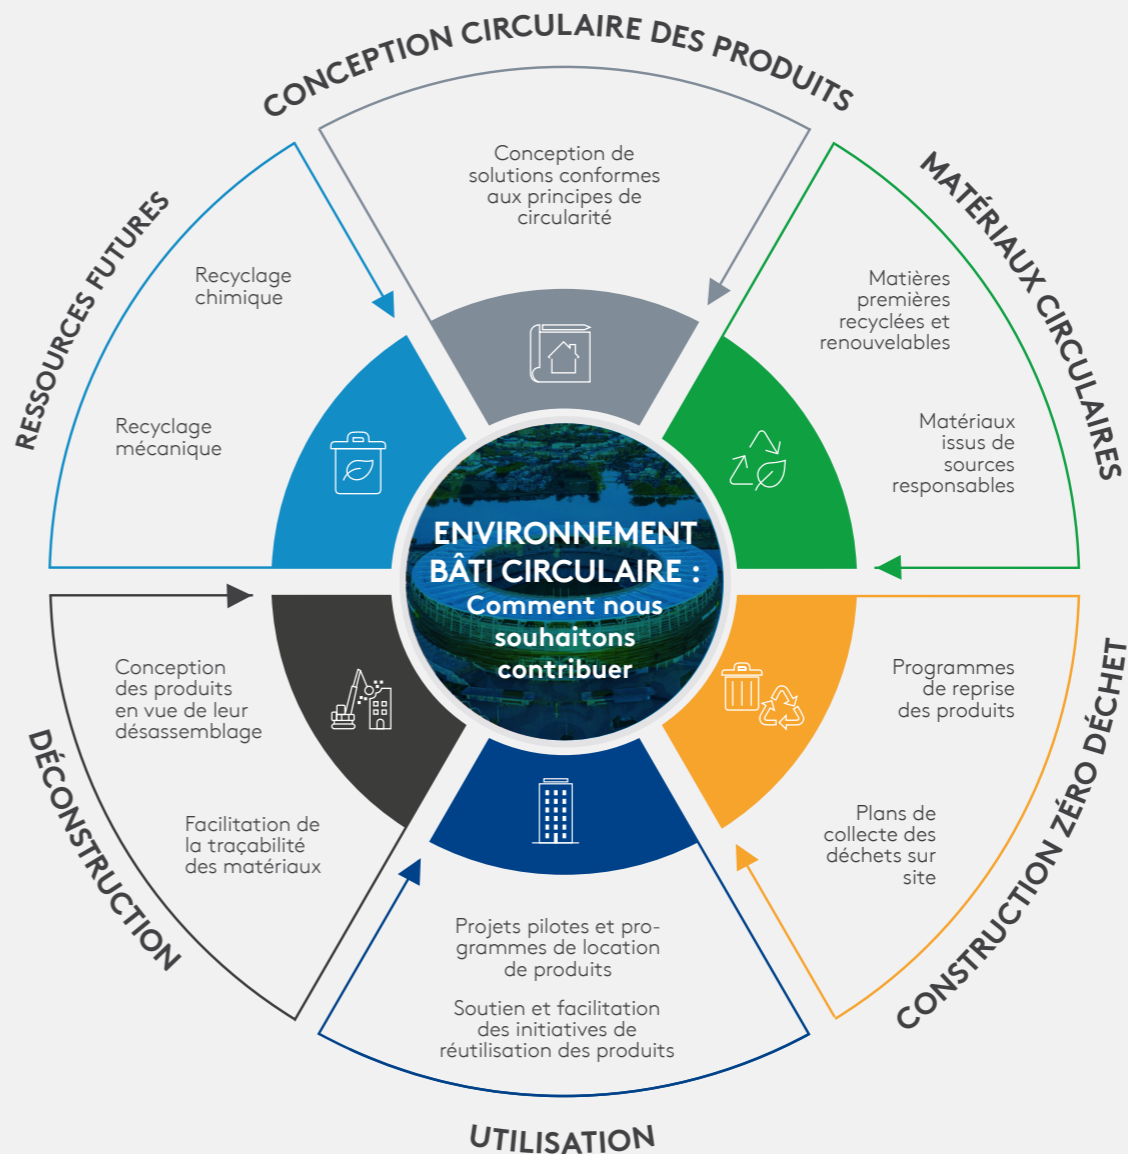 CONCEPTION CIRCULAIRE DES PRODUITS
Conception de
solutions conformes
aux principes de
circularité
MATÉRIAUX CIRCULAIRES
Matières
premières
recyclées et
renouvelables
Matériaux
issus de
sources
responsables
CONSTRUCTION ZÉRO DÉCHET
Programmes
de reprise
des produits
Plans de
collecte des
déchets sur
site
UTILISATION
Projets pilotes et pro-
grammes de location
de produits
Soutien et facilitation
des initiatives de
réutilisation des produits
DÉCONSTRUCTION
Conception
des produits
en vue de leur
désassemblage
Facilitation de
la traçabilité
des matériaux
RESSOURCES FUTURES
Recyclage
chimique
Recyclage
mécanique
ENVIRONNEMENT
BÂTI CIRCULAIRE :
Comment nous
souhaitons
contribuer